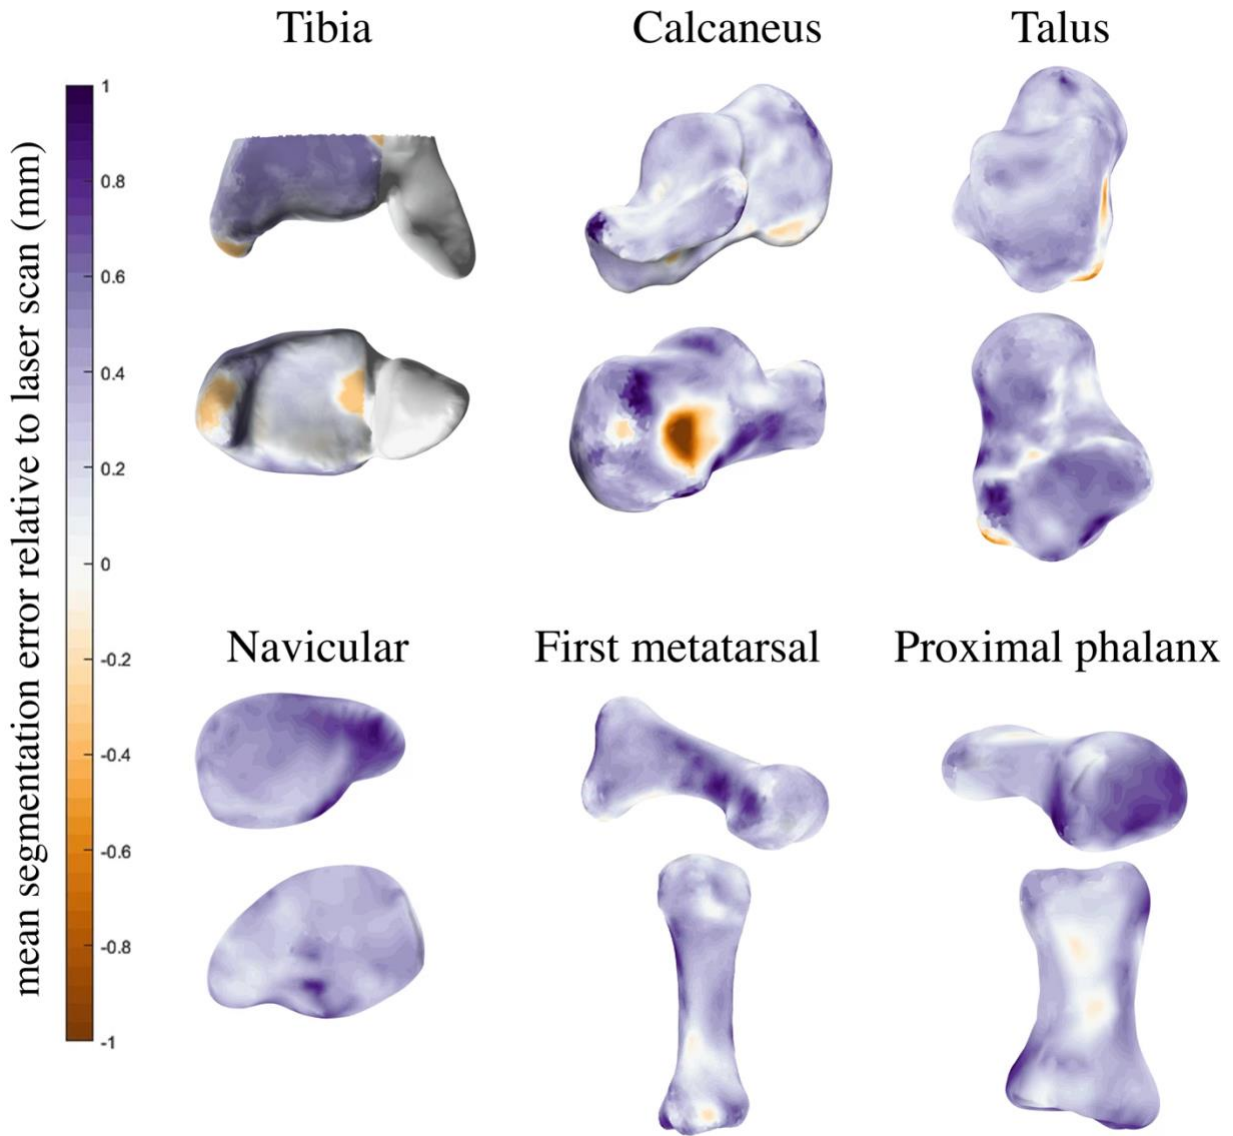 Tibia
Calcaneus
Talus
mean segmentation error relative to laser scan (mm)
1
0.8
0.6
0.4
0.2
0
-0.2
-0.4
-0.6
-0.8
-1
Navicular
First metatarsal
Proximal phalanx